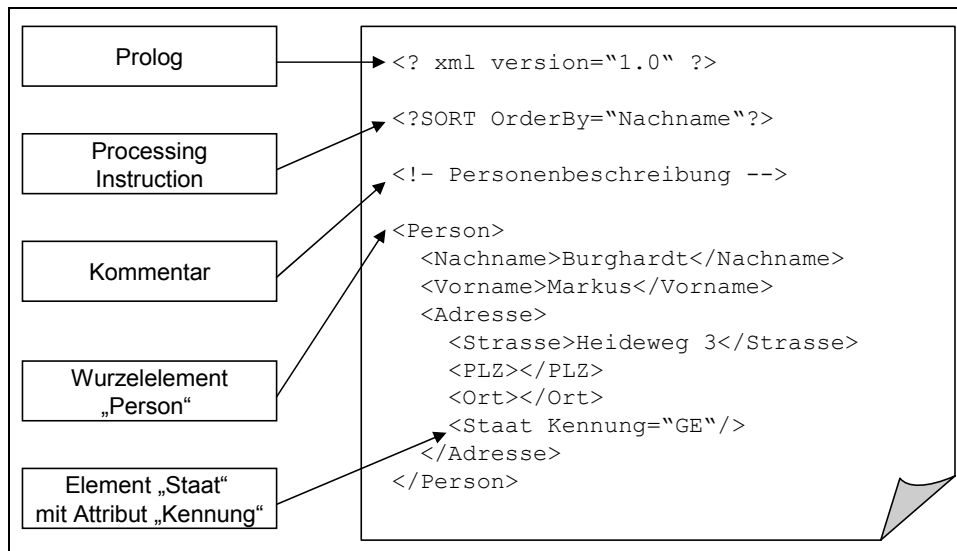 Prolog
Processing
Instruction
Kommentar
Wurzelelement
„Person“
Element „Staat“
mit Attribut „Kennung“
<? xml version=“1.0“ ?>
<?SORT OrderBy=“Nachname“?>
<!– Personenbeschreibung -->
<Person>
<Nachname>Burghardt</Nachname>
<Vorname>Markus</Vorname>
<Adresse>
<Strasse>Heideweg 3</Strasse>
<PLZ></PLZ>
<Ort></Ort>
<Staat Kennung=“GE“/>
</Adresse>
</Person>